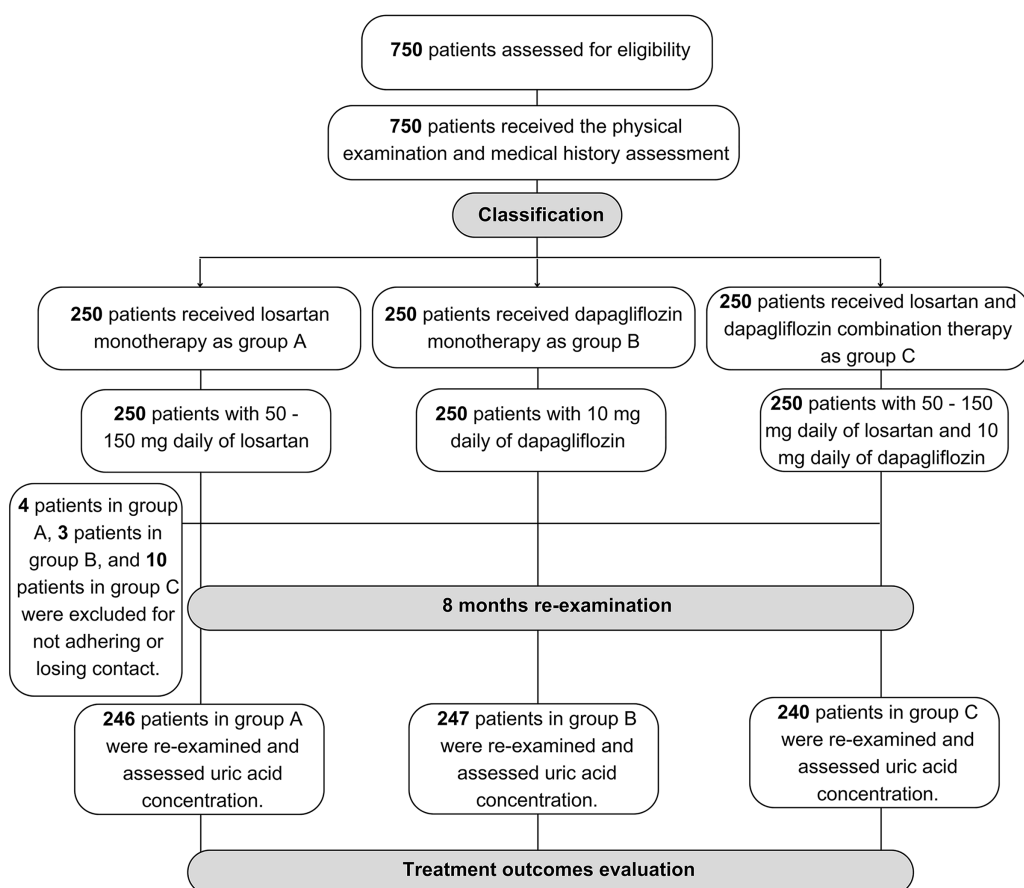 750 patients assessed for eligibility
750 patients received the physical
examination and medical history assessment
Classification
250 patients received losartan
monotherapy as group A
250 patients received dapagliflozin
monotherapy as group B
250 patients received losartan and
dapagliflozin combination therapy
as group C
250 patients with 50 -
150 mg daily of losartan
250 patients with 10 mg
daily of dapagliflozin
250 patients with 50 - 150
mg daily of losartan and 10
mg daily of dapagliflozin
4 patients in group
A, 3 patients in
group B, and 10
patients in group C
were excluded for
not adhering or
losing contact.
8 months re-examination
246 patients in group A
were re-examined and
assessed uric acid
concentration.
247 patients in group B
were re-examined and
assessed uric acid
concentration.
240 patients in group C
were re-examined and
assessed uric acid
concentration.
Treatment outcomes evaluation